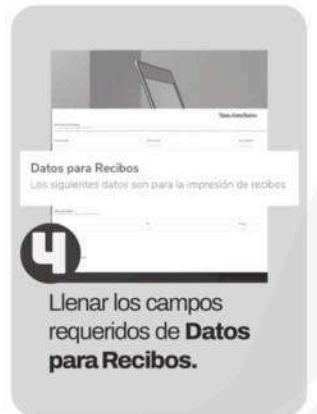 Datos para Recibos
Los siguientes datos son para la impresión de recibos
4
Llenar los campos
requeridos de Datos
para Recibos.